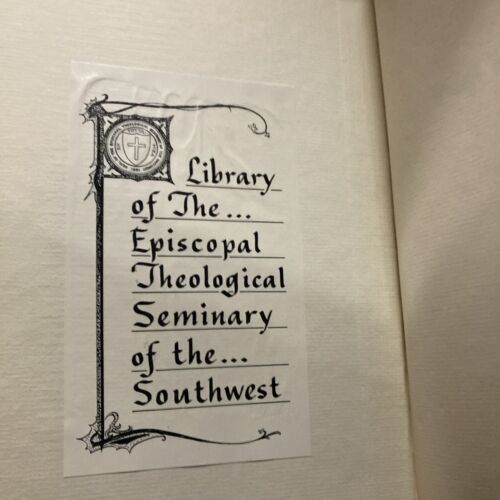 Library
of The...
Episcopal
Theological
Seminary
of the...
Southwest